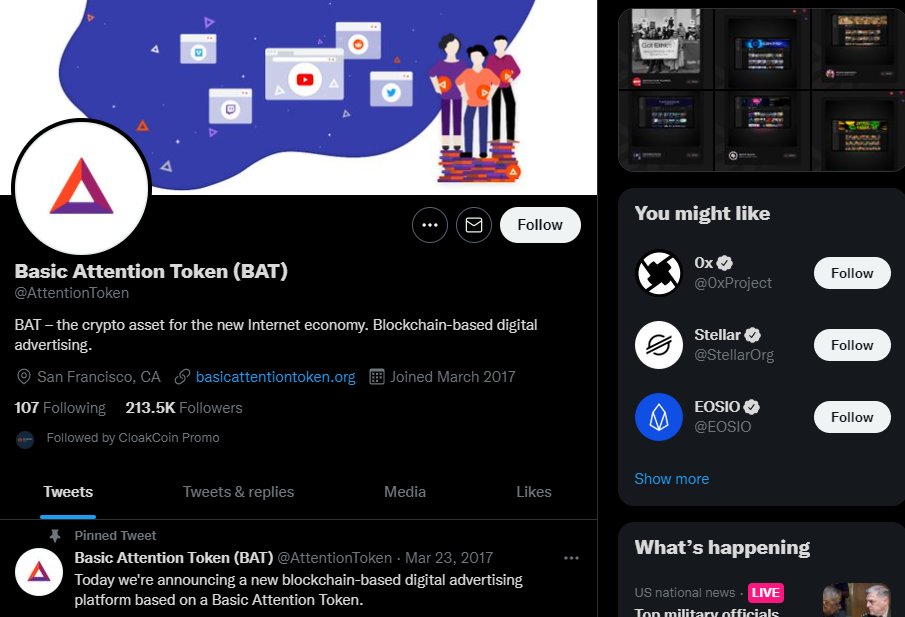 Follow
Basic Attention Token (BAT)
@AttentionToken
BAT – the crypto asset for the new Internet economy. Blockchain-based digital
advertising.
San Francisco, CA basicattentiontoken.org Joined March 2017
107 Following 213.5K Followers
Followed by CloakCoin Promo
Tweets Tweets & replies Media Likes
Pinned Tweet
Basic Attention Token (BAT) @AttentionToken · Mar 23, 2017
Today we're announcing a new blockchain-based digital advertising
platform based on a Basic Attention Token.
You might like
0x
@0xProject
Follow
Stellar
@StellarOrg
Follow
EOSIO
@EOSIO
Follow
Show more
What's happening
US national news · LIVE
Top military officials